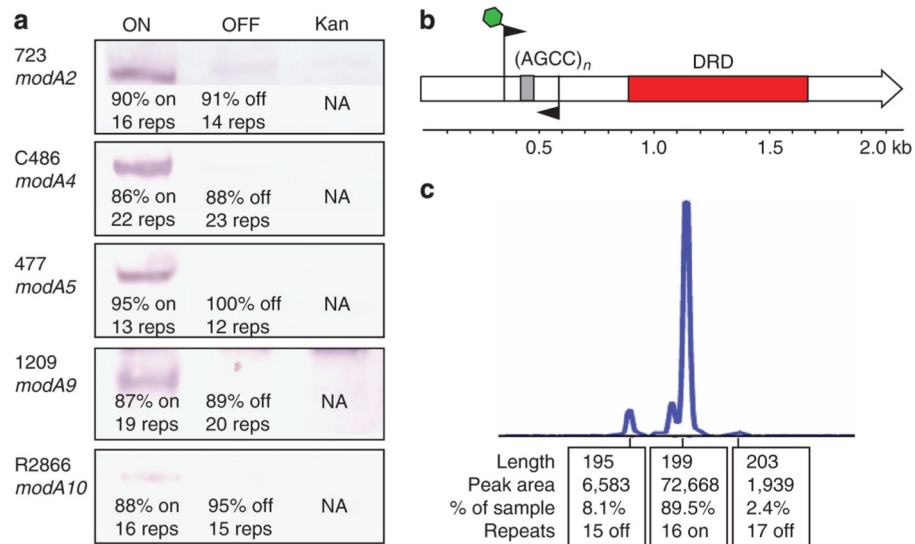 a
ON OFF Kan
723
modA2
90% on 91% off NA
16 reps 14 reps
C486
modA4
86% on 88% off NA
22 reps 23 reps
477
modA5
95% on 100% off NA
13 reps 12 reps
1209
modA9
87% on 89% off NA
19 reps 20 reps
R2866
modA10
88% on 95% off NA
16 reps 15 reps
b
(AGCC)n DRD
0.5 1.0 1.5 2.0 kb
c
Length 195 199 203
Peak area 6,583 72,668 1,939
% of sample 8.1% 89.5% 2.4%
Repeats 15 off 16 on 17 off